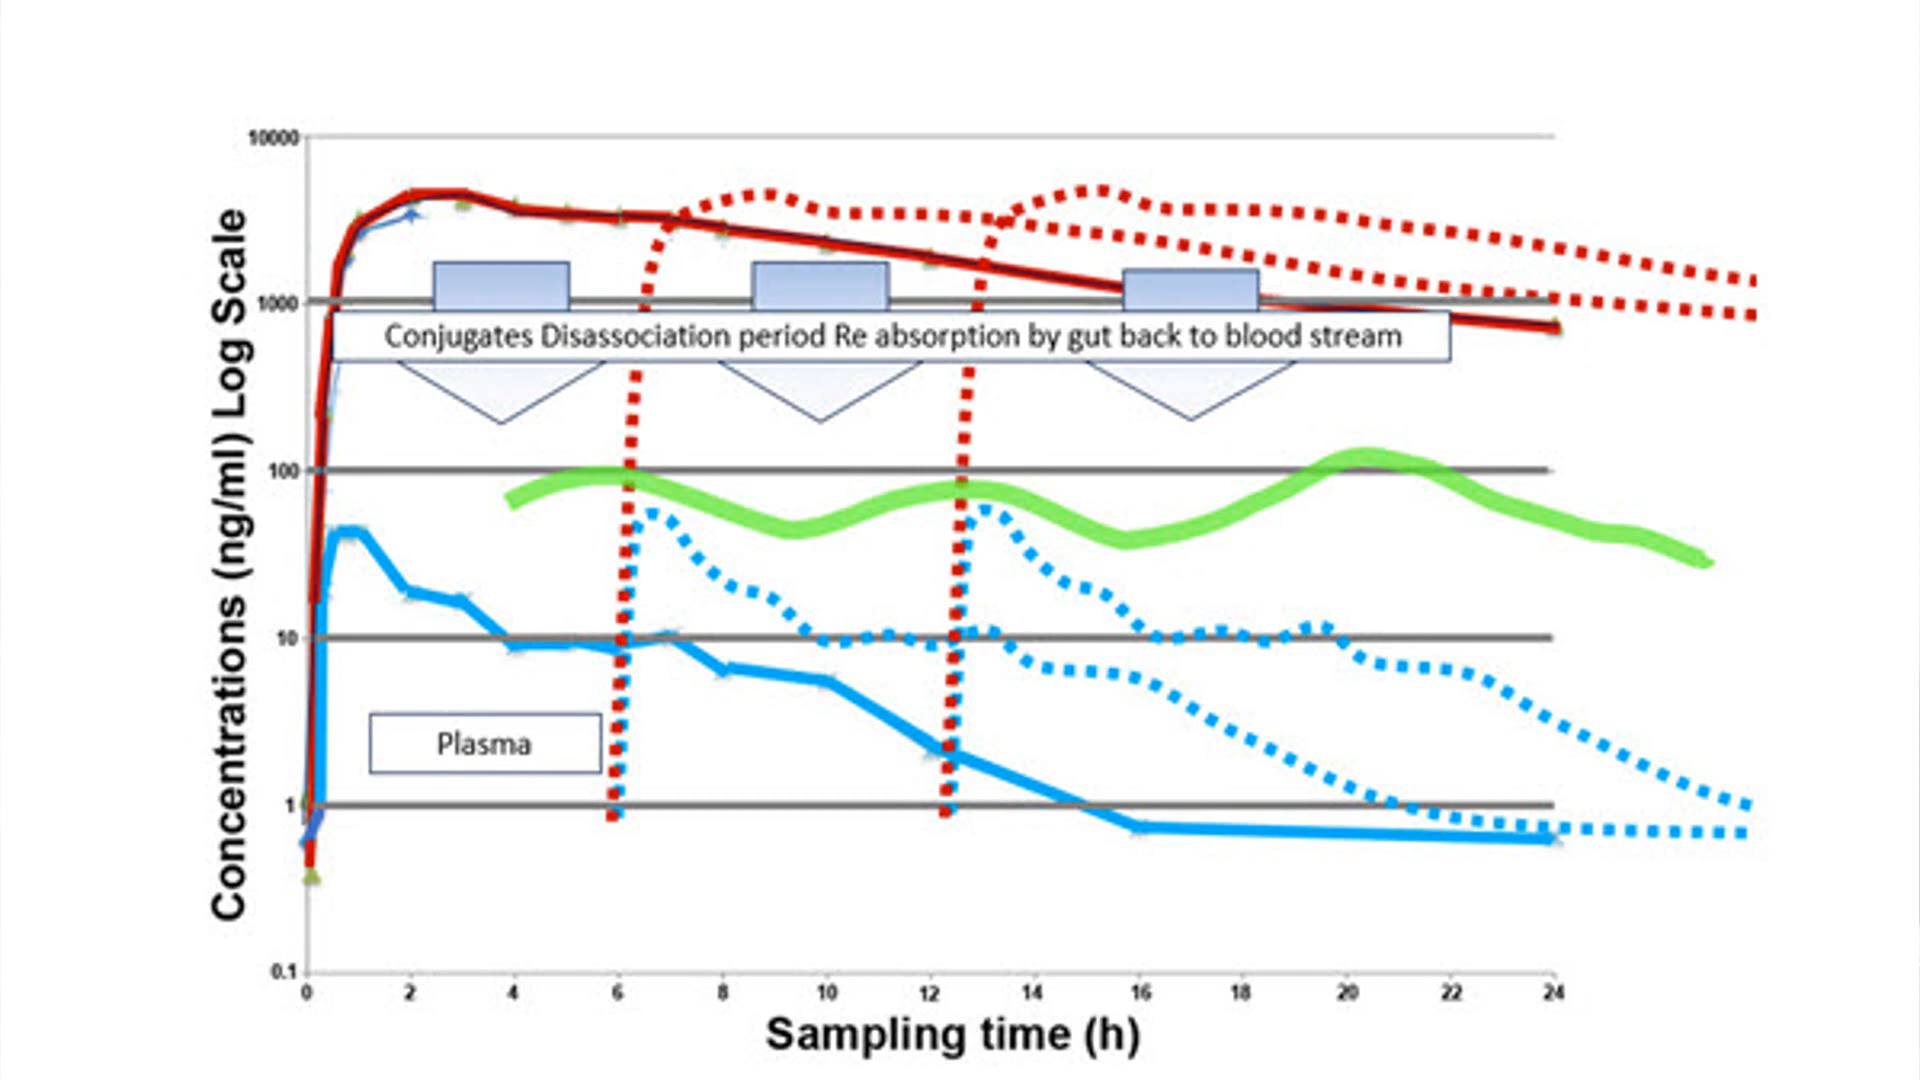 10000
1000
100
10
1
0.1
Concentrations (ng/ml) Log Scale
Conjugates Disassociation period Re absorption by gut back to blood stream
Plasma
0 2 4 6 8 10 12 14 16 18 20 22 24
Sampling time (h)